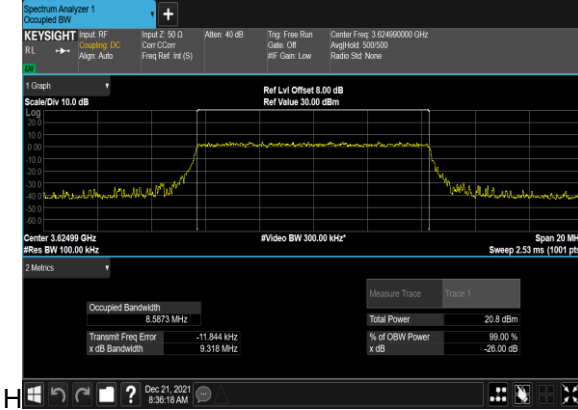 Spectrum Analyzer 1
Occupied BW
+
KEYSIGHT Input: RF Input Z: 50 Ω Atten: 40 dB Trig: Free Run Center Freq: 3.624990000 GHz
RL Coupling: DC Corr CCorr Gate: Off Avg|Hold: 500/500
Align: Auto Freq Ref: Int (S) #IF Gain: Low Radio Std: None
1 Graph Ref Lvl Offset 8.00 dB
Scale/Div 10.0 dB Ref Value 30.00 dBm
Log
20.0
10.0
0.00
-10.0
-20.0
-30.0
-40.0
-50.0
-60.0
Center 3.62499 GHz #Video BW 300.00 kHz* Span 20 MH
#Res BW 100.00 kHz Sweep 2.53 ms (1001 pts
2 Metrics
Measure Trace Trace 1
Occupied Bandwidth
8.5873 MHz Total Power 20.8 dBm
Transmit Freq Error -11.844 kHz % of OBW Power 99.00 %
x dB Bandwidth 9.318 MHz x dB -26.00 dB
H ? Dec 21, 2021
8:36:18 AM